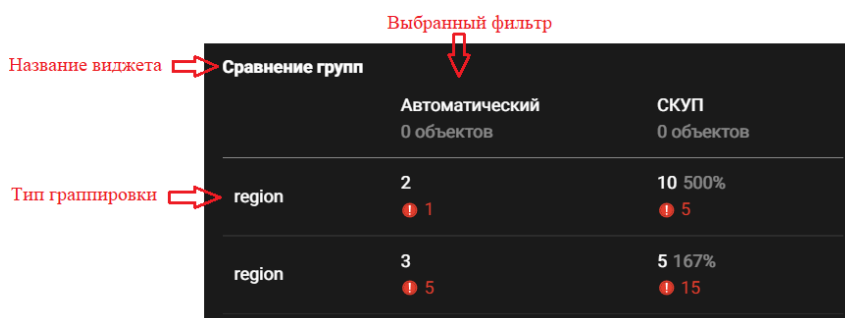 Выбранный фильтр
Название виджета
Сравнение групп
Автоматический СКУП
0 объектов 0 объектов
Тип граппировки
region 2 10 500%
! 1 ! 5
region 3 5 167%
! 5 ! 15